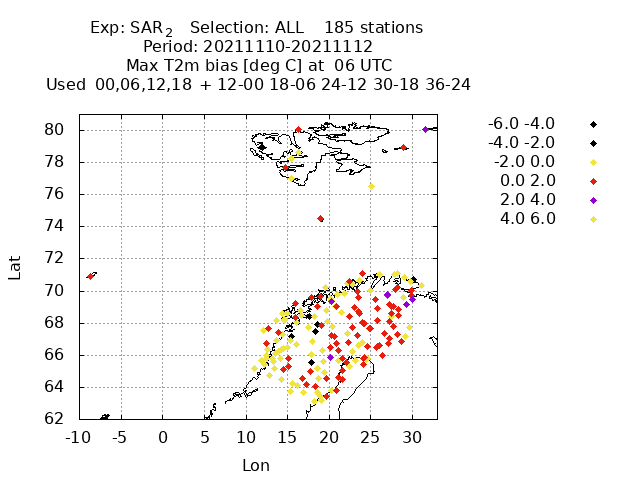 Exp: SAR2 Selection: ALL 185 stations
Period: 20211110-20211112
Max T2m bias [deg C] at 06 UTC
Used 00,06,12,18 + 12-00 18-06 24-12 30-18 36-24
-6.0 -4.0
-4.0 -2.0
-2.0 0.0
0.0 2.0
2.0 4.0
4.0 6.0
80
78
76
74
72
70
68
66
64
62
Lat
-10 -5 0 5 10 15 20 25 30
Lon